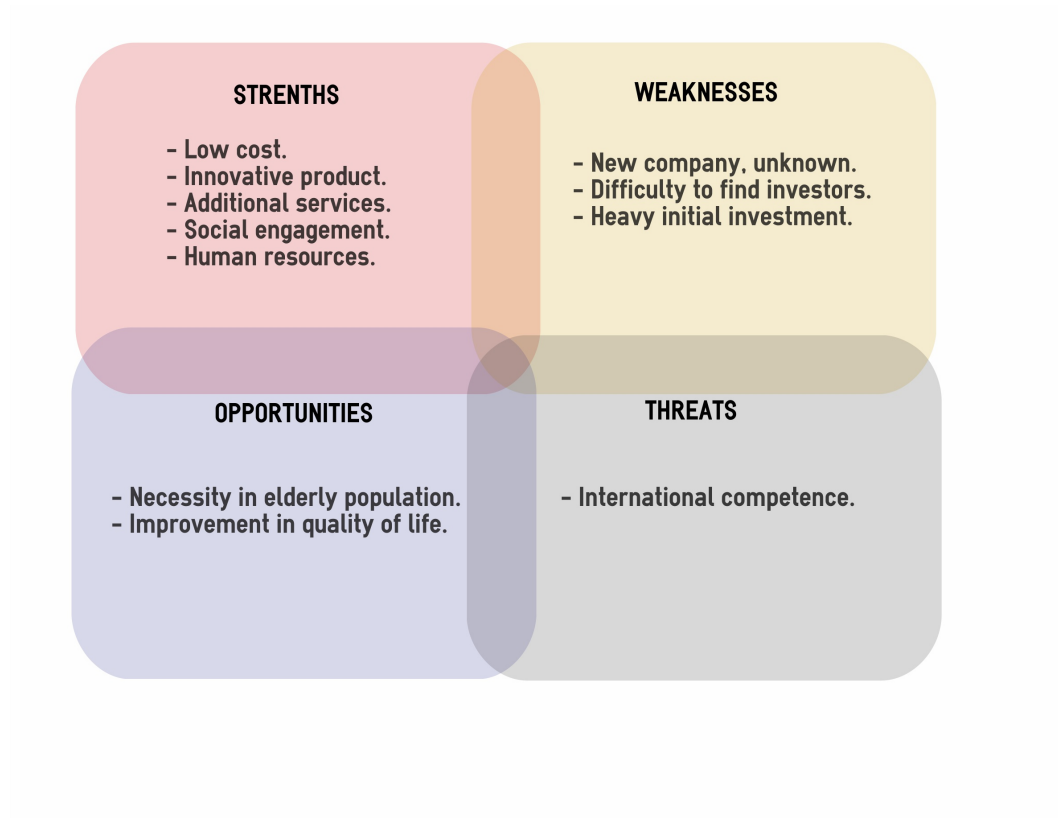 STRENTHS
- Low cost.
- Innovative product.
- Additional services.
- Social engagement.
- Human resources.
WEAKNESSES
- New company, unknown.
- Difficulty to find investors.
- Heavy initial investment.
OPPORTUNITIES
- Necessity in elderly population.
- Improvement in quality of life.
THREATS
- International competence.